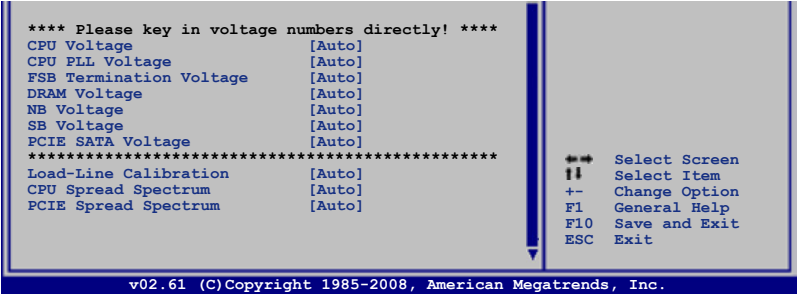 **** Please key in voltage numbers directly! ****
CPU Voltage [Auto]
CPU PLL Voltage [Auto]
FSB Termination Voltage [Auto]
DRAM Voltage [Auto]
NB Voltage [Auto]
SB Voltage [Auto]
PCIE SATA Voltage [Auto]
*************************************************
Load-Line Calibration [Auto]
CPU Spread Spectrum [Auto]
PCIE Spread Spectrum [Auto]
←→ Select Screen
↑↓ Select Item
+- Change Option
F1 General Help
F10 Save and Exit
ESC Exit
v02.61 (C)Copyright 1985-2008, American Megatrends, Inc.